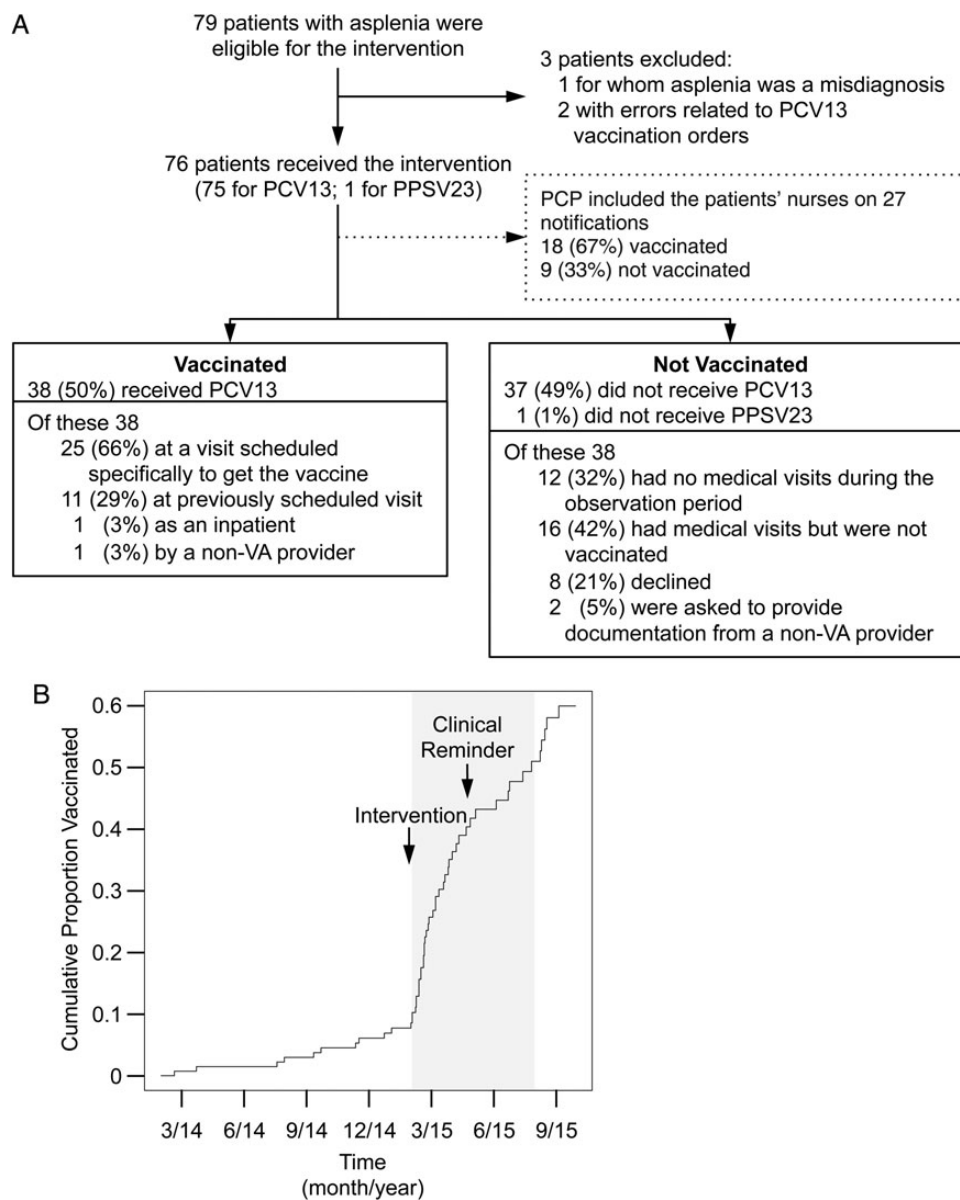 A
79 patients with asplenia were
eligible for the intervention
3 patients excluded:
1 for whom asplenia was a misdiagnosis
2 with errors related to PCV13
vaccination orders
76 patients received the intervention
(75 for PCV13; 1 for PPSV23)
PCP included the patients’ nurses on 27
notifications
18 (67%) vaccinated
9 (33%) not vaccinated
Vaccinated
38 (50%) received PCV13
Of these 38
25 (66%) at a visit scheduled
specifically to get the vaccine
11 (29%) at previously scheduled visit
1 (3%) as an inpatient
1 (3%) by a non-VA provider
Not Vaccinated
37 (49%) did not receive PCV13
1 (1%) did not receive PPSV23
Of these 38
12 (32%) had no medical visits during the
observation period
16 (42%) had medical visits but were not
vaccinated
8 (21%) declined
2 (5%) were asked to provide
documentation from a non-VA provider
B
Cumulative Proportion Vaccinated
0.6
0.5
0.4
0.3
0.2
0.1
0
Clinical
Reminder
Intervention
3/14 6/14 9/14 12/14 3/15 6/15 9/15
Time
(month/year)